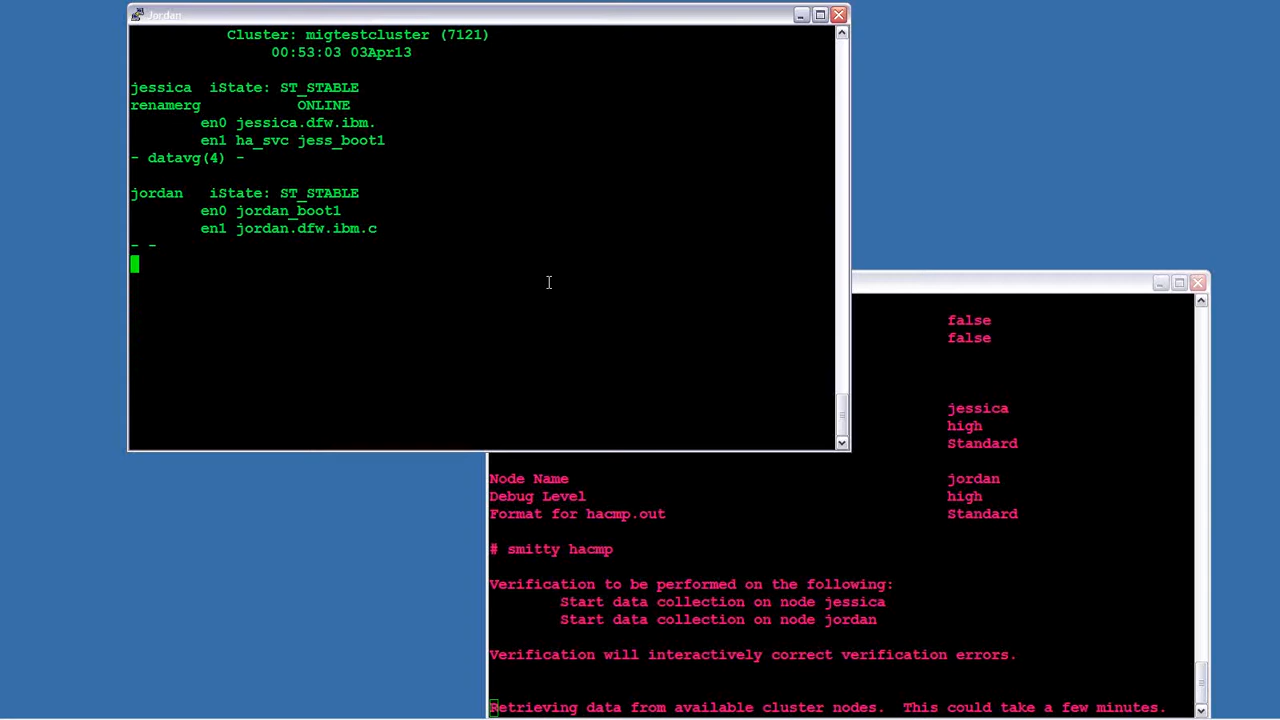 Jordan
Cluster: migtestcluster (7121)
00:53:03 03Apr13
jessica iState: ST_STABLE
renamerg ONLINE
en0 jessica.dfw.ibm.
en1 ha_svc jess_boot1
- datavg(4) -
jordan iState: ST_STABLE
en0 jordan_boot1
en1 jordan.dfw.ibm.c
- -
false
false
jessica
high
Standard
Node Name jordan
Debug Level high
Format for hacmp.out Standard
# smitty hacmp
Verification to be performed on the following:
Start data collection on node jessica
Start data collection on node jordan
Verification will interactively correct verification errors.
Retrieving data from available cluster nodes. This could take a few minutes.